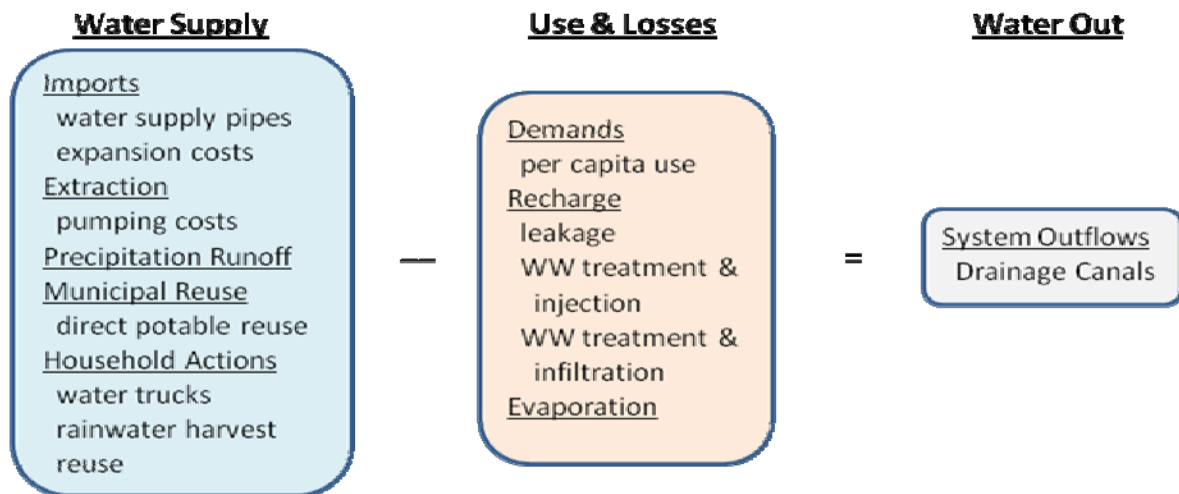 Water Supply
Imports
water supply pipes
expansion costs
Extraction
pumping costs
Precipitation Runoff
Municipal Reuse
direct potable reuse
Household Actions
water trucks
rainwater harvest
reuse
—
Use & Losses
Demands
per capita use
Recharge
leakage
WW treatment &
injection
WW treatment &
infiltration
Evaporation
=
Water Out
System Outflows
Drainage Canals